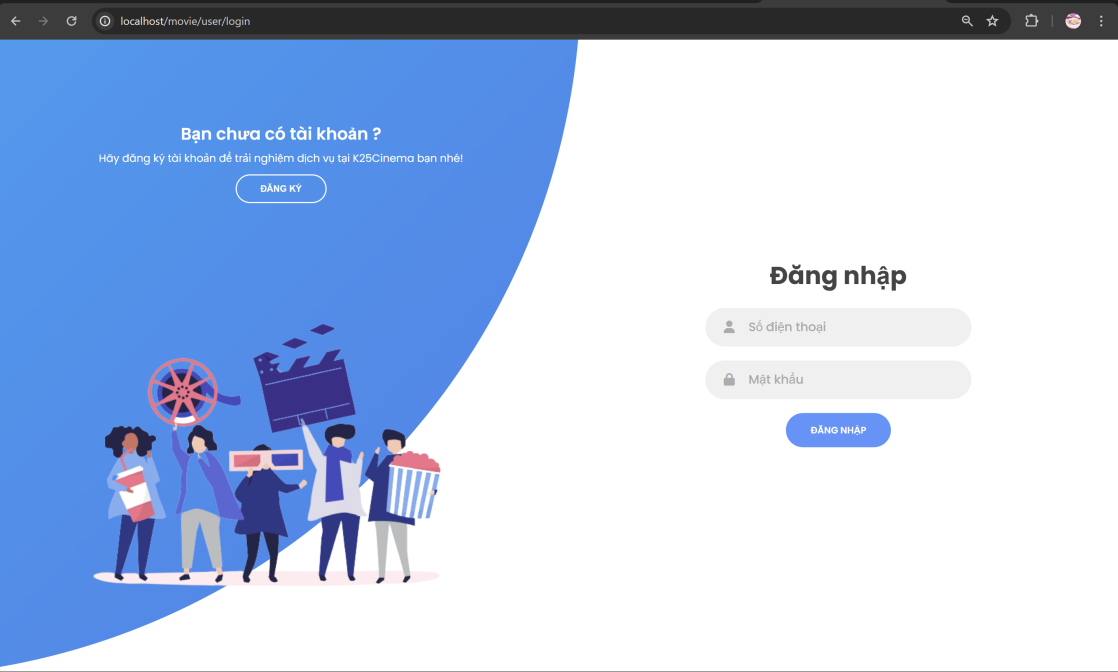 localhost/movie/user/login
Bạn chưa có tài khoản ?
Hãy đăng ký tài khoản để trải nghiệm dịch vụ tại K25Cinema bạn nhé!
ĐĂNG KÝ
Đăng nhập
Số điện thoại
Mật khẩu
ĐĂNG NHẬP